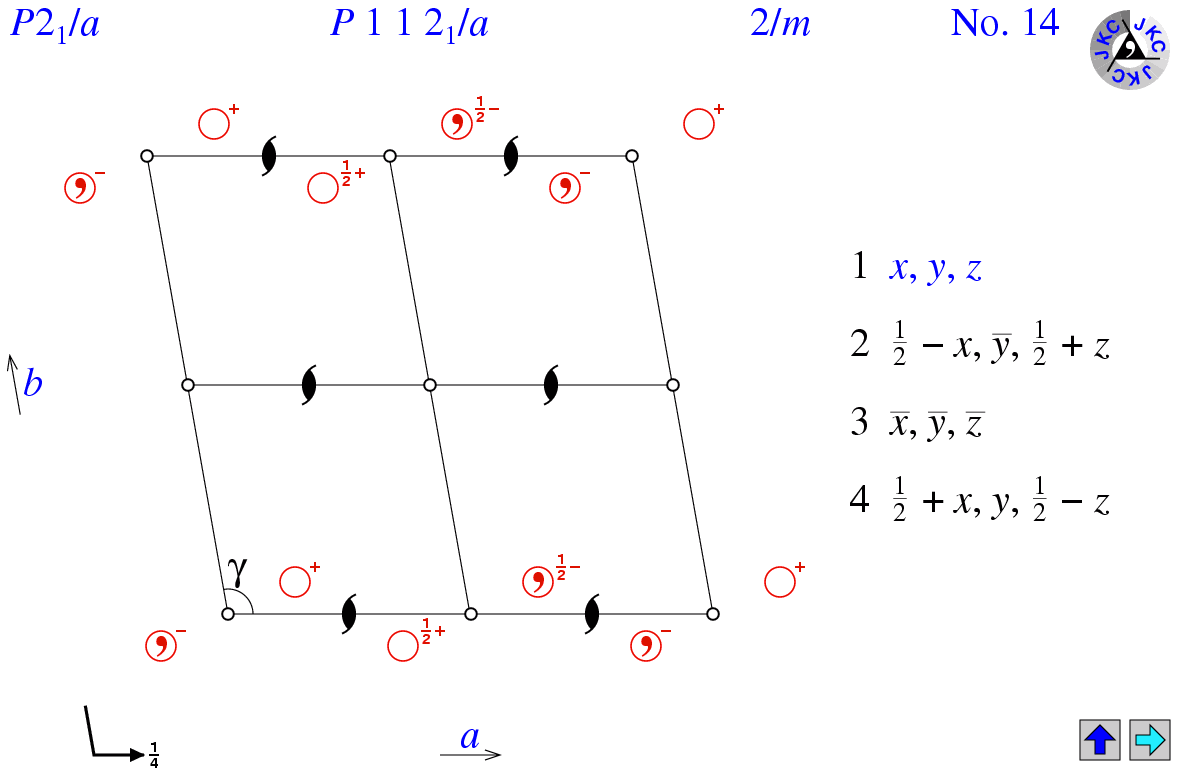 P2₁/a P 1 1 2₁/a 2/m No. 14
JKC JKC JKC
+ ½− +
− ½+ −
1 x, y, z
2 ½ − x, y̅, ½ + z
b
3 x̅, y̅, z̅
4 ½ + x, y, ½ − z
γ + ½− +
− ½+ −
a
¼